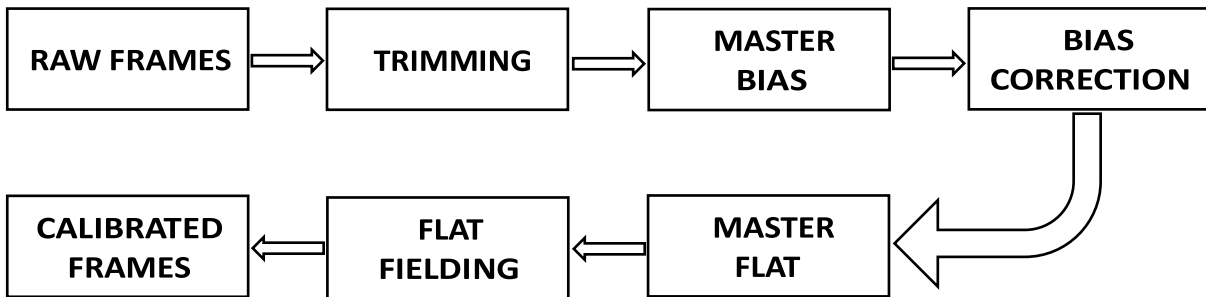 RAW FRAMES
TRIMMING
MASTER
BIAS
BIAS
CORRECTION
MASTER
FLAT
FLAT
FIELDING
CALIBRATED
FRAMES